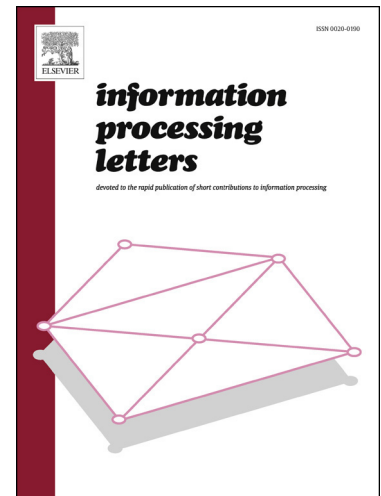 ISSN 0020-0190
ELSEVIER
information
processing
letters
devoted to the rapid publication of short contributions to information processing